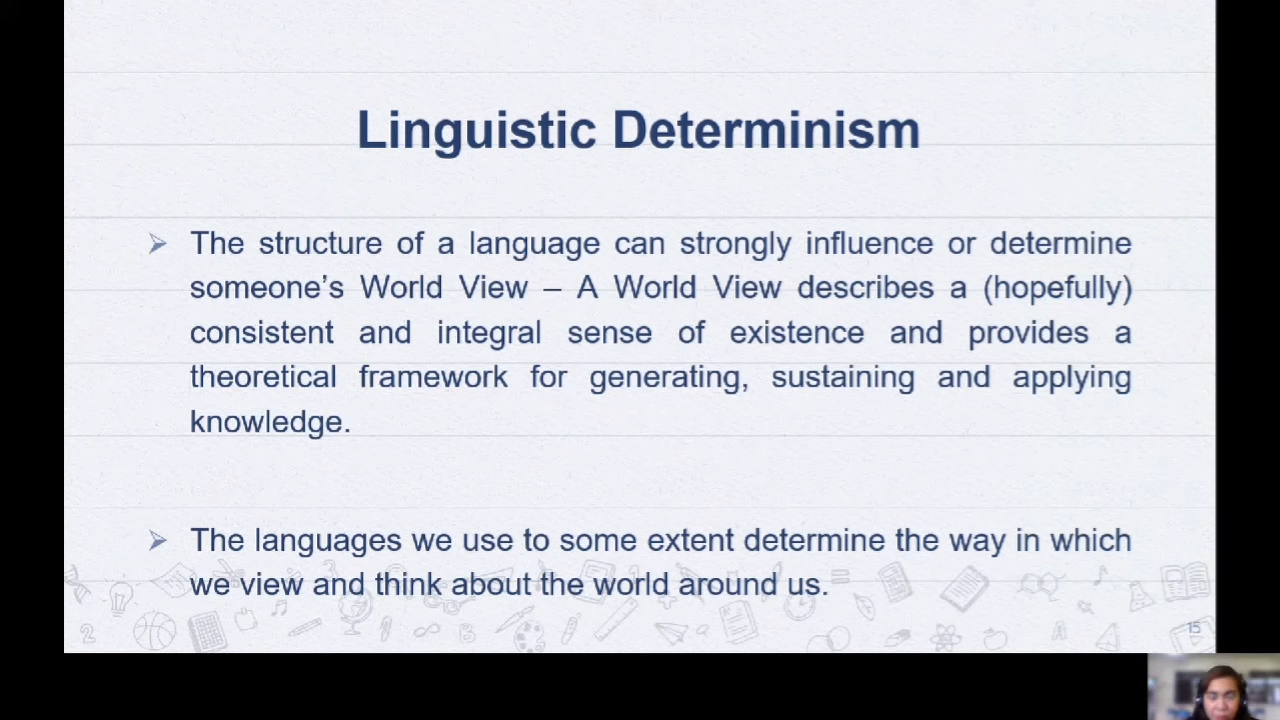 Linguistic Determinism
The structure of a language can strongly influence or determine
someone’s World View – A World View describes a (hopefully)
consistent and integral sense of existence and provides a
theoretical framework for generating, sustaining and applying
knowledge.
The languages we use to some extent determine the way in which
we view and think about the world around us.
15